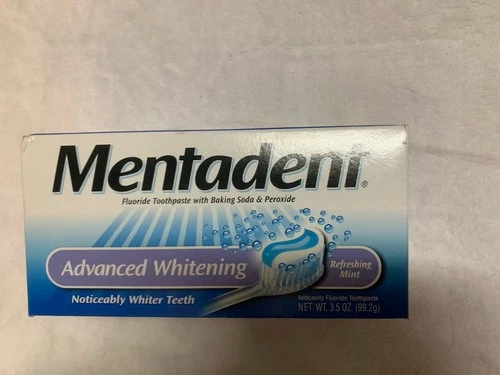 Mentadent®
Fluoride Toothpaste with Baking Soda & Peroxide
Advanced Whitening
Refreshing
Mint
Noticeably Whiter Teeth
Anticavity Fluoride Toothpaste
NET WT. 3.5 OZ. (99.2g)